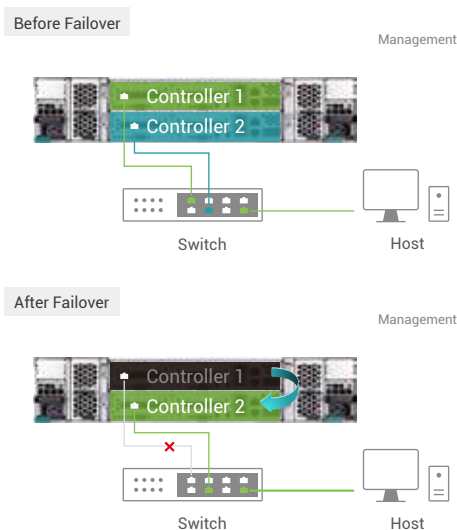 Before Failover
Management
Controller 1
Controller 2
Switch
Host
After Failover
Management
Controller 1
Controller 2
Switch
Host